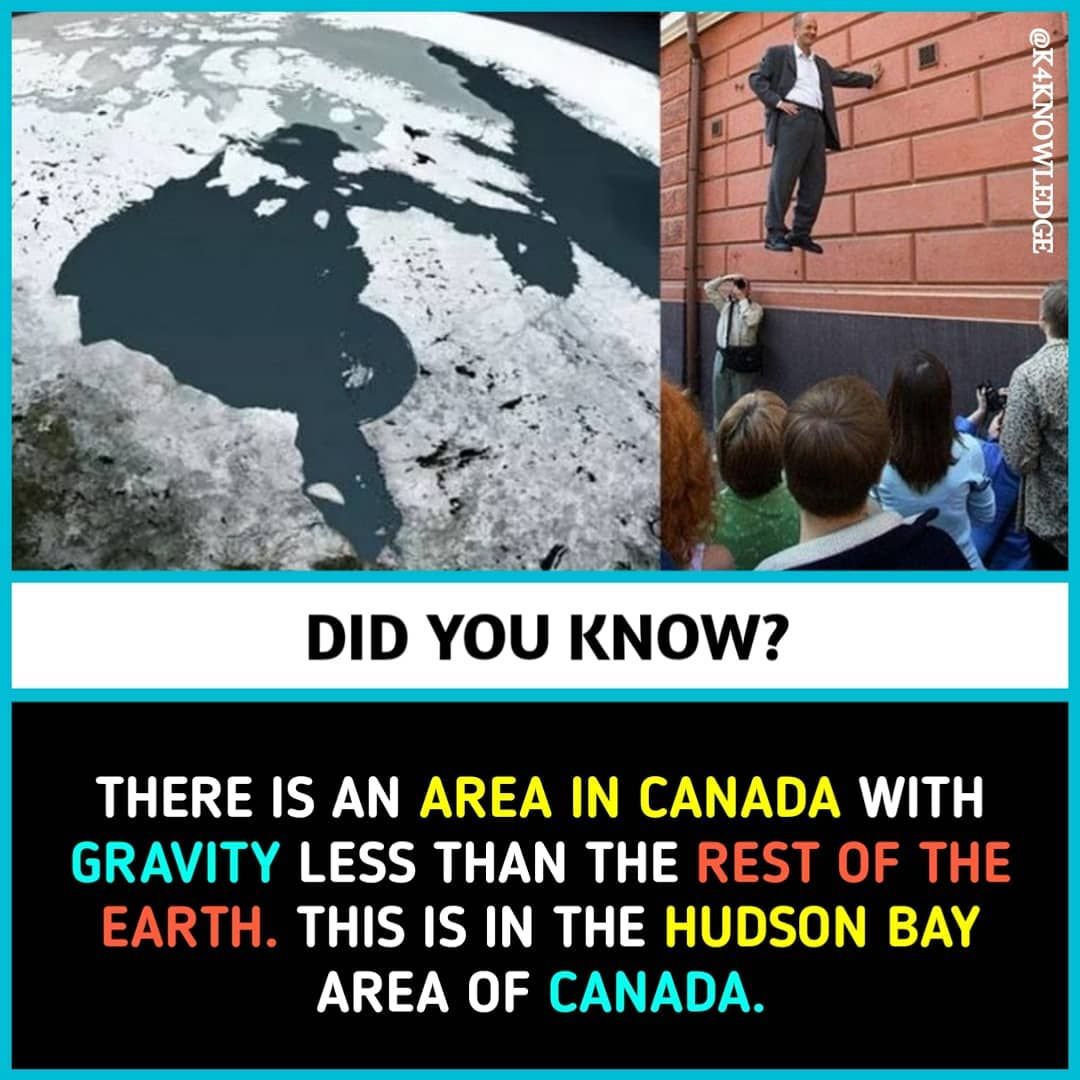 @K4KNOWLEDGE
DID YOU KNOW?
THERE IS AN AREA IN CANADA WITH
GRAVITY LESS THAN THE REST OF THE
EARTH. THIS IS IN THE HUDSON BAY
AREA OF CANADA.